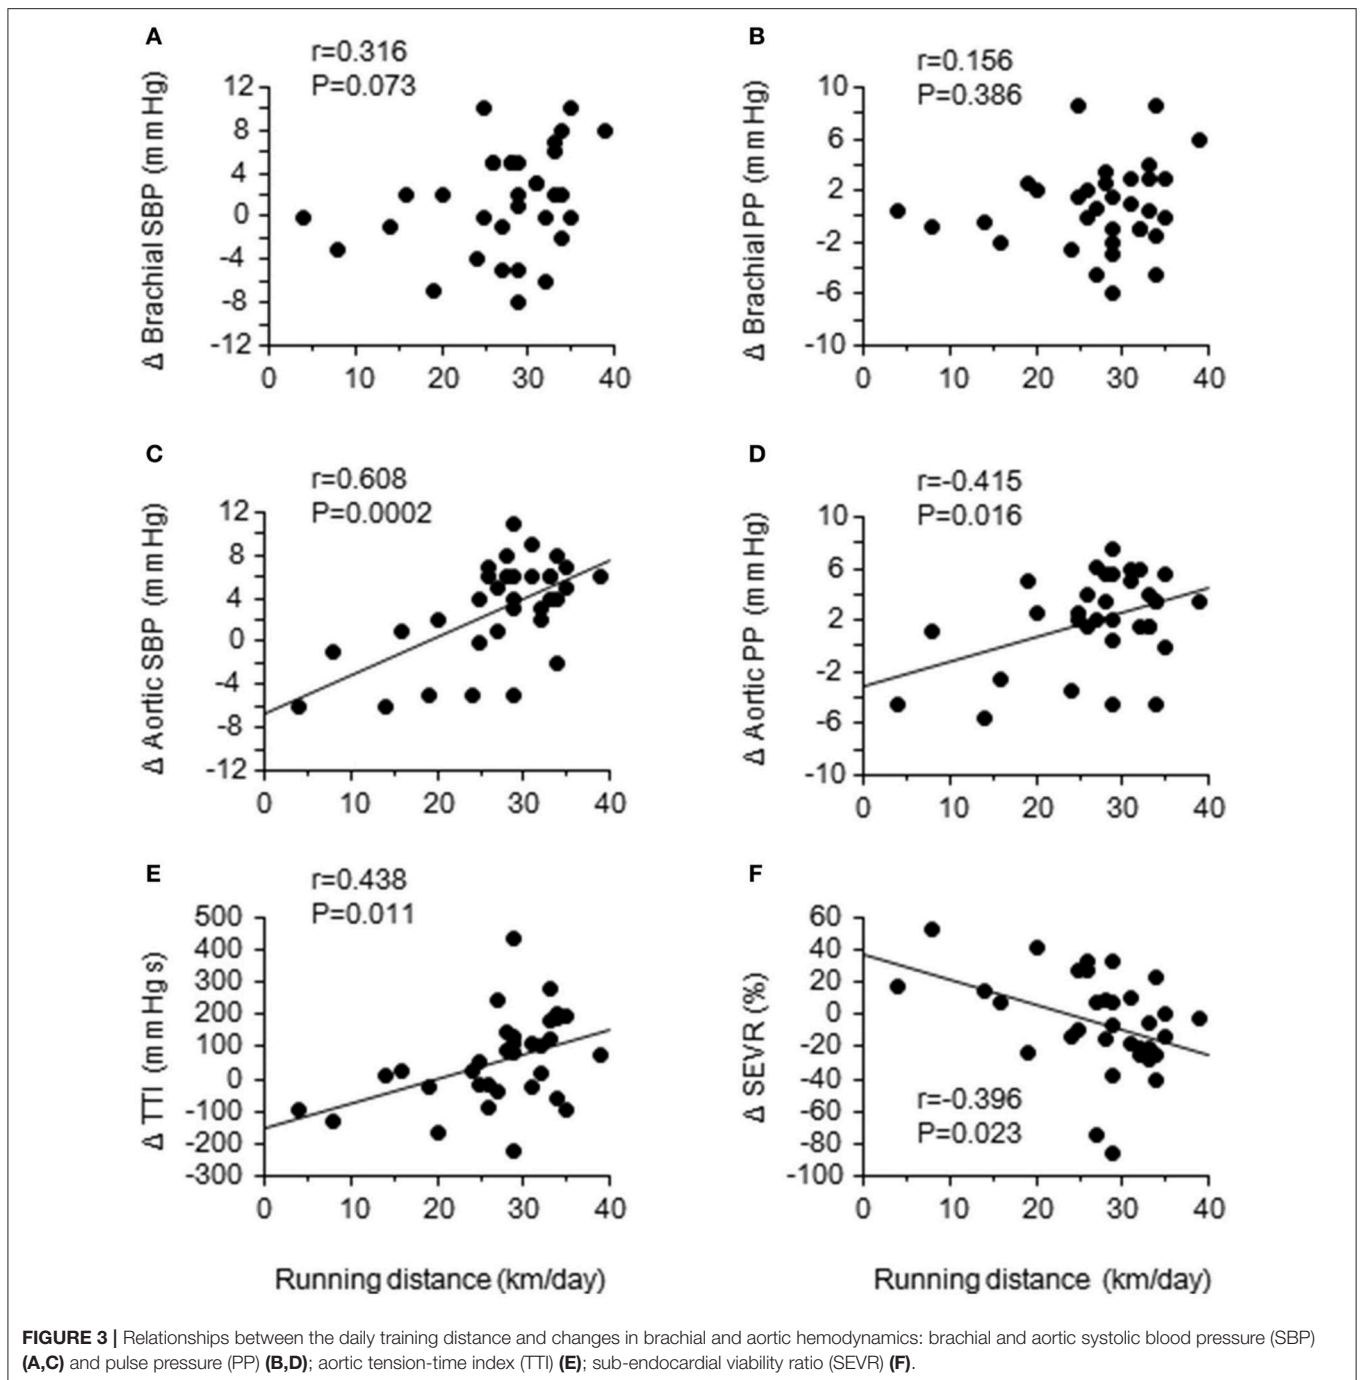 A
r=0.316
P=0.073
Δ Brachial SBP (mmHg)
12
8
4
0
-4
-8
-12
0 10 20 30 40
B
r=0.156
P=0.386
Δ Brachial PP (mmHg)
10
6
2
-2
-6
-10
0 10 20 30 40
C
r=0.608
P=0.0002
Δ Aortic SBP (mmHg)
12
8
4
0
-4
-8
-12
0 10 20 30 40
D
r=-0.415
P=0.016
Δ Aortic PP (mmHg)
10
6
2
-2
-6
-10
0 10 20 30 40
E
r=0.438
P=0.011
Δ TTI (mmHg s)
500
400
300
200
100
0
-100
-200
-300
0 10 20 30 40
Running distance (km/day)
F
Δ SEVR (%)
60
40
20
0
-20
-40
-60
-80
-100
r=-0.396
P=0.023
0 10 20 30 40
Running distance (km/day)
FIGURE 3 | Relationships between the daily training distance and changes in brachial and aortic hemodynamics: brachial and aortic systolic blood pressure (SBP)
(A,C) and pulse pressure (PP) (B,D); aortic tension-time index (TTI) (E); sub-endocardial viability ratio (SEVR) (F).